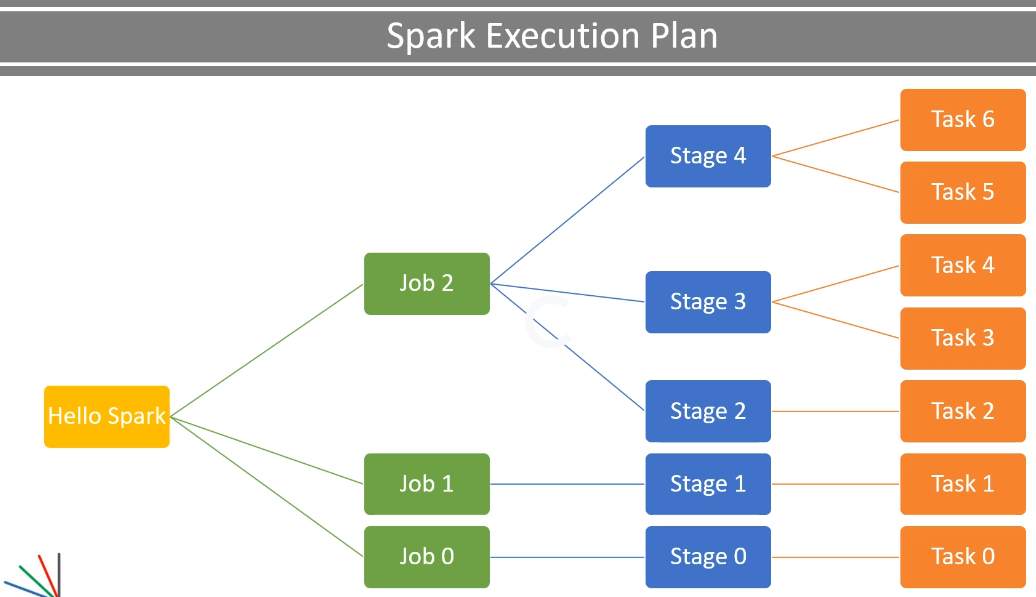 Spark Execution Plan
Task 6
Stage 4
Task 5
Task 4
Job 2
Stage 3
Task 3
Hello Spark
Stage 2
Task 2
Job 1
Stage 1
Task 1
Job 0
Stage 0
Task 0